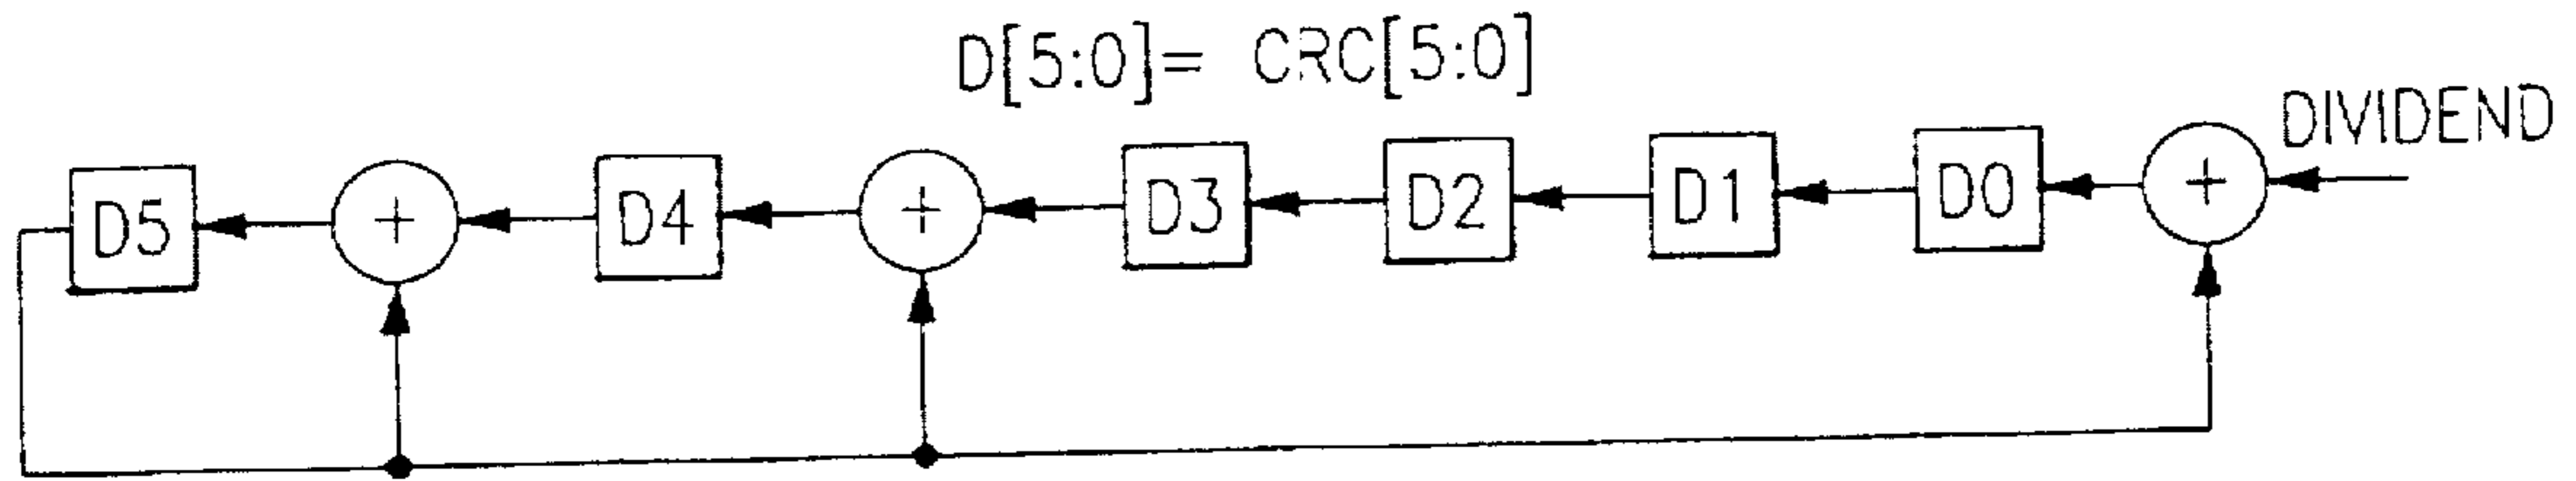 D[5:0]= CRC[5:0]
DIVIDEND
D5 + D4 + D3 D2 D1 D0 +